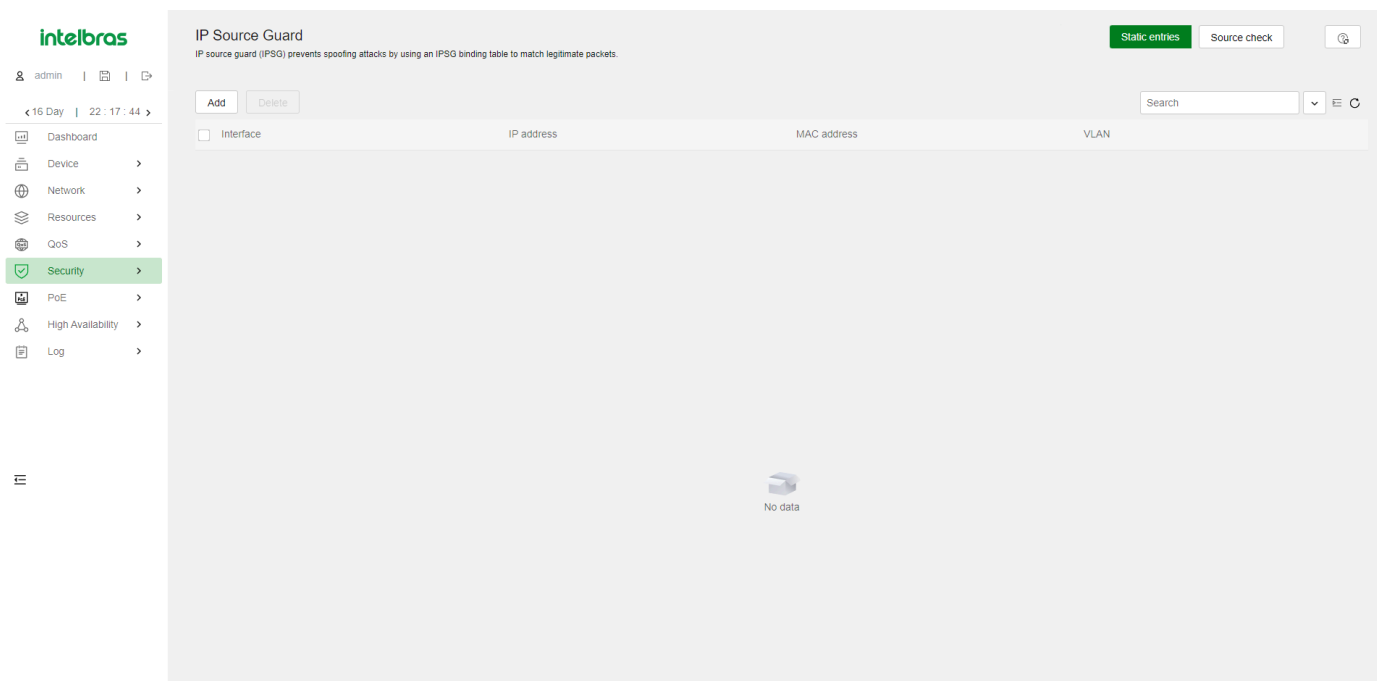 intelbras
admin | |
16 Day | 22 : 17 : 44
Dashboard
Device
Network
Resources
QoS
Security
PoE
High Availability
Log
IP Source Guard
IP source guard (IPSG) prevents spoofing attacks by using an IPSG binding table to match legitimate packets.
Static entries
Source check
Add
Delete
Search
Interface
IP address
MAC address
VLAN
No data